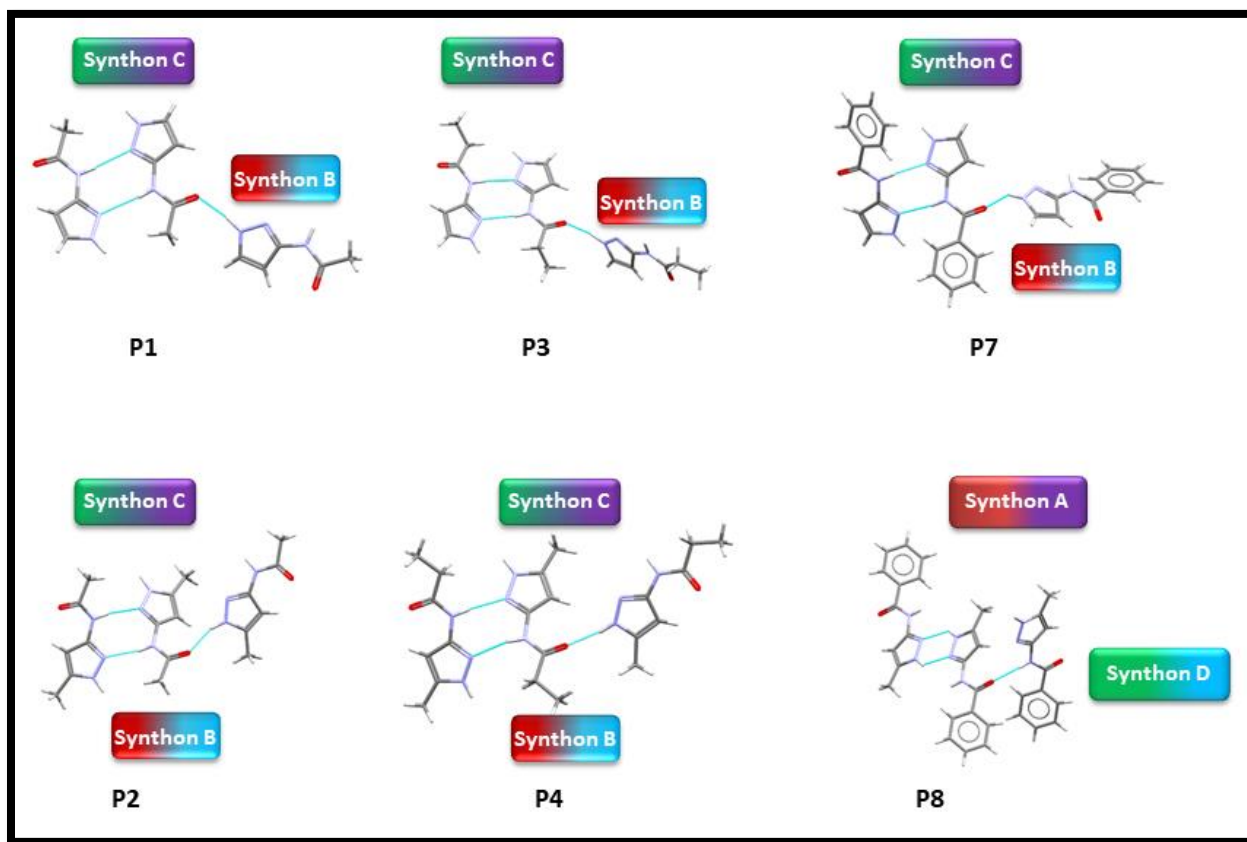 Synthon C
Synthon C
Synthon C
Synthon B
Synthon B
Synthon B
P1
P3
P7
Synthon C
Synthon C
Synthon A
Synthon D
Synthon B
Synthon B
P2
P4
P8